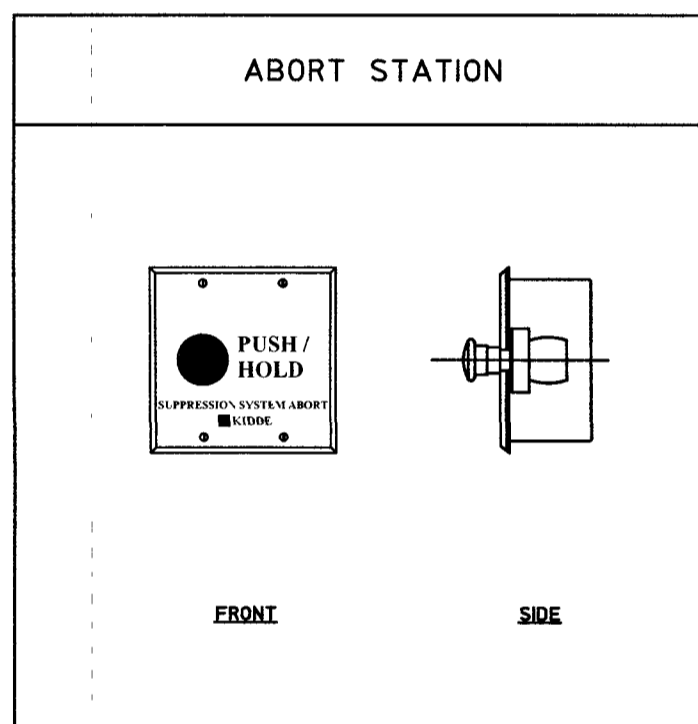 ABORT STATION
PUSH /
HOLD
SUPPRESSION SYSTEM ABORT
KIDDE
FRONT
SIDE